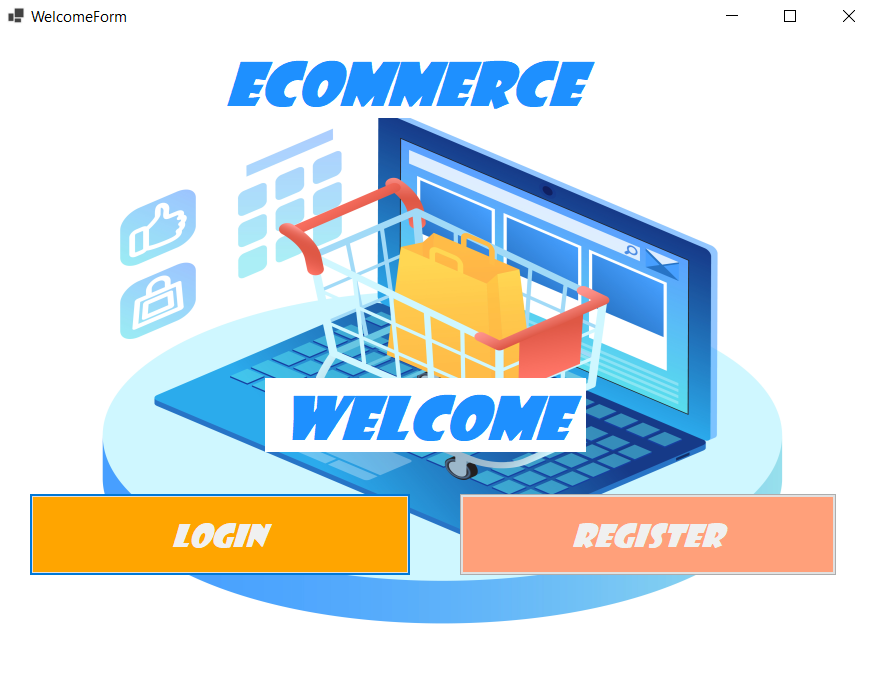 WelcomeForm
ECOMMERCE
WELCOME
LOGIN
REGISTER